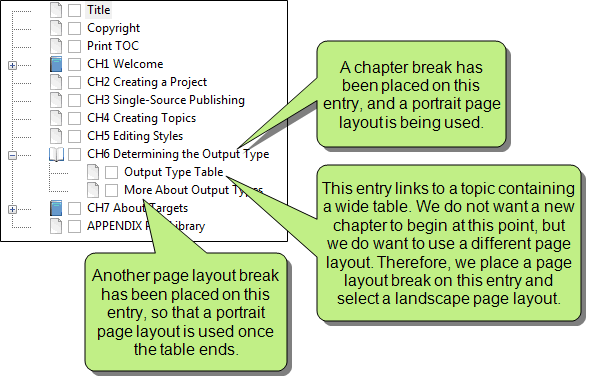 Title
Copyright
Print TOC
CH1 Welcome
CH2 Creating a Project
CH3 Single-Source Publishing
CH4 Creating Topics
CH5 Editing Styles
CH6 Determining the Output Type
Output Type Table
More About Output Types
CH7 About Targets
APPENDIX Library
A chapter break has
been placed on this
entry, and a portrait page
layout is being used.
This entry links to a topic containing
a wide table. We do not want a new
chapter to begin at this point, but
we do want to use a different page
layout. Therefore, we place a page
layout break on this entry and
select a landscape page layout.
Another page layout break
has been placed on this
entry, so that a portrait
page layout is used once
the table ends.